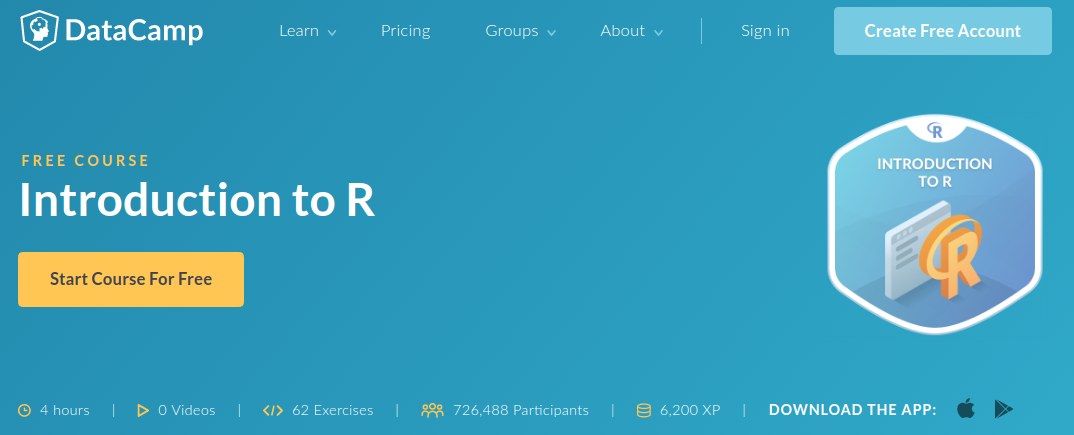 DataCamp Learn Pricing Groups About Sign in Create Free Account
R
INTRODUCTION
TO R
FREE COURSE
Introduction to R
R
Start Course For Free
4 hours | 0 Videos | 62 Exercises | 726,488 Participants | 6,200 XP | DOWNLOAD THE APP: